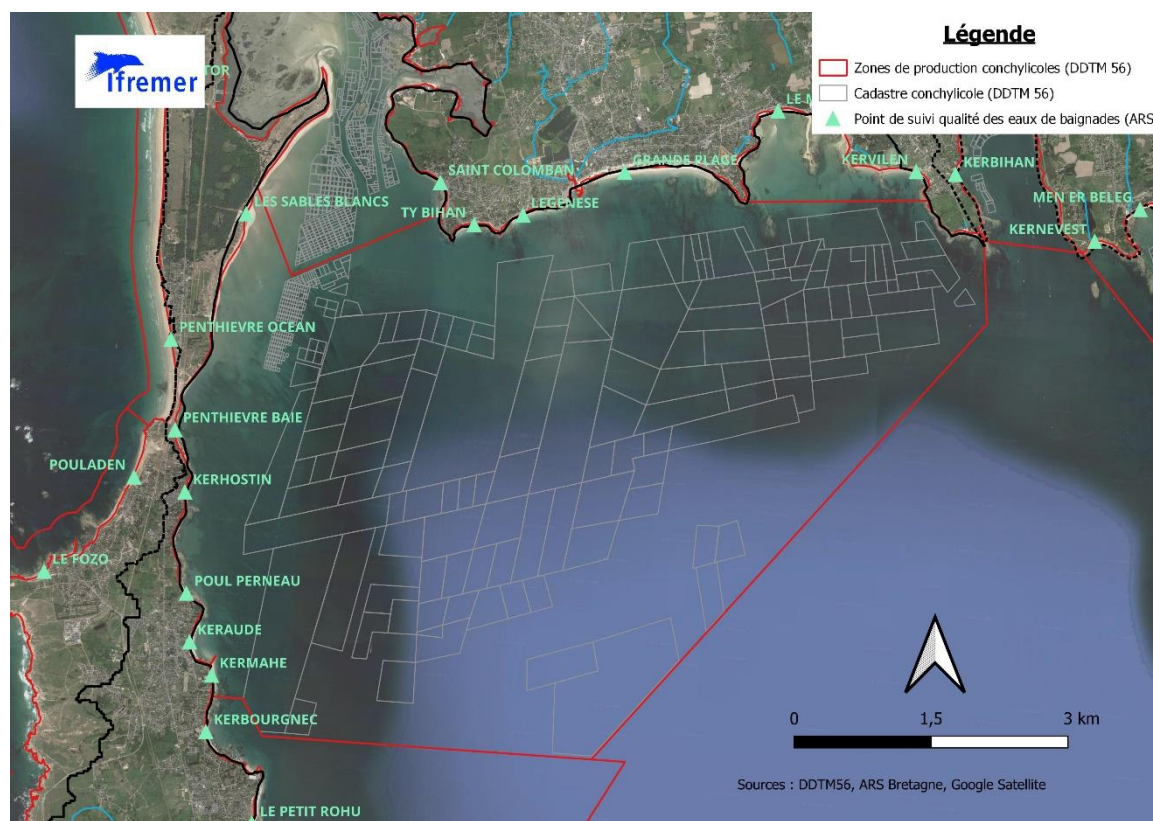 Ifremer
TOR
Légende
Zones de production conchylicoles (DDTM 56)
Cadastre conchylicole (DDTM 56)
Point de suivi qualité des eaux de baignades (ARS
LE M
SAINT COLOMBAN
GRANDE PLAGE
KERVILEN
KERBIHAN
LES SABLES BLANCS
TY BIHAN
LEGENESE
MEN ER BELEG
KERNEVEST
PENTHIEVRE OCEAN
PENTHIEVRE BAIE
POULADEN
KERHOSTIN
LE FOZO
POUL PERNEAU
KERAUDE
KERMAHE
KERBOURGNEC
LE PETIT ROHU
0 1,5 3 km
Sources : DDTM56, ARS Bretagne, Google Satellite